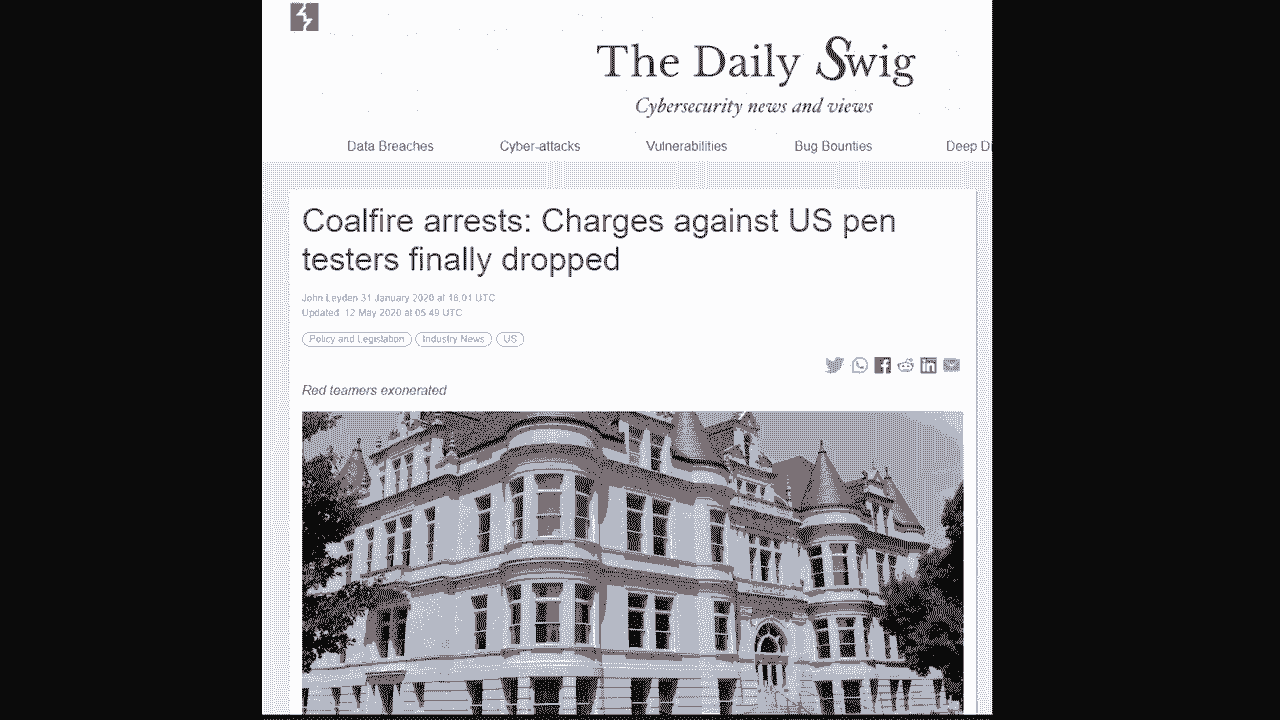 The Daily Swig
Cybersecurity news and views
Data Breaches Cyber-attacks Vulnerabilities Bug Bounties Deep Di
Coalfire arrests: Charges against US pen
testers finally dropped
John Leyden 31 January 2020 at 16:01 UTC
Updated: 12 May 2020 at 05:49 UTC
Policy and Legislation Industry News US
Red teamers exonerated